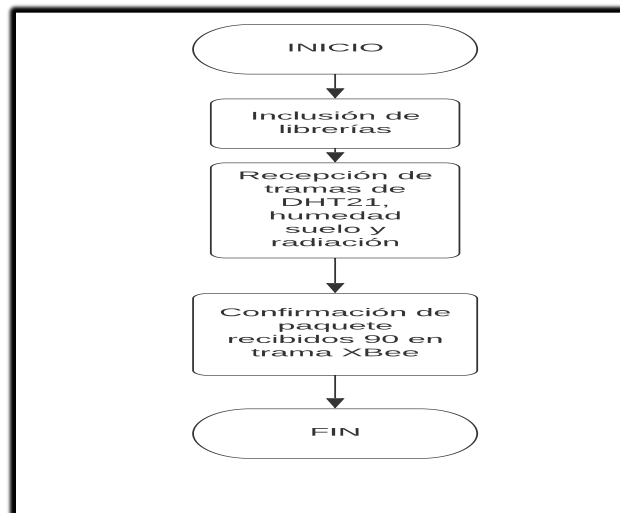 INICIO
Inclusión de
librerías
Recepción de
tramas de
DHT21,
humedad
suelo y
radiación
Confirmación de
paquete
recibidos 90 en
trama XBee
FIN